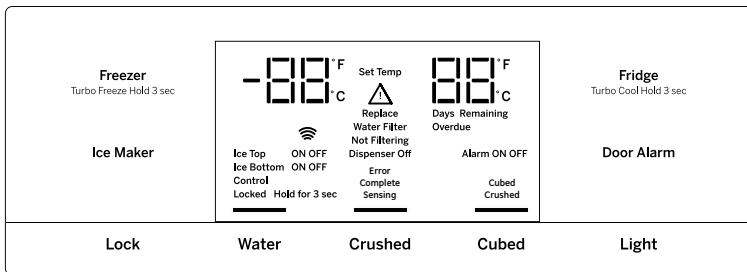 Freezer
Turbo Freeze Hold 3 sec
Ice Maker
-88 °F °C
Set Temp
88 °F °C
Replace
Water Filter
Not Filtering
Dispenser Off
Days Remaining
Overdue
Ice Top ON OFF
Ice Bottom ON OFF
Control
Locked Hold for 3 sec
Error
Complete
Sensing
Alarm ON OFF
Cubed
Crushed
Fridge
Turbo Cool Hold 3 sec
Door Alarm
Lock Water Crushed Cubed Light